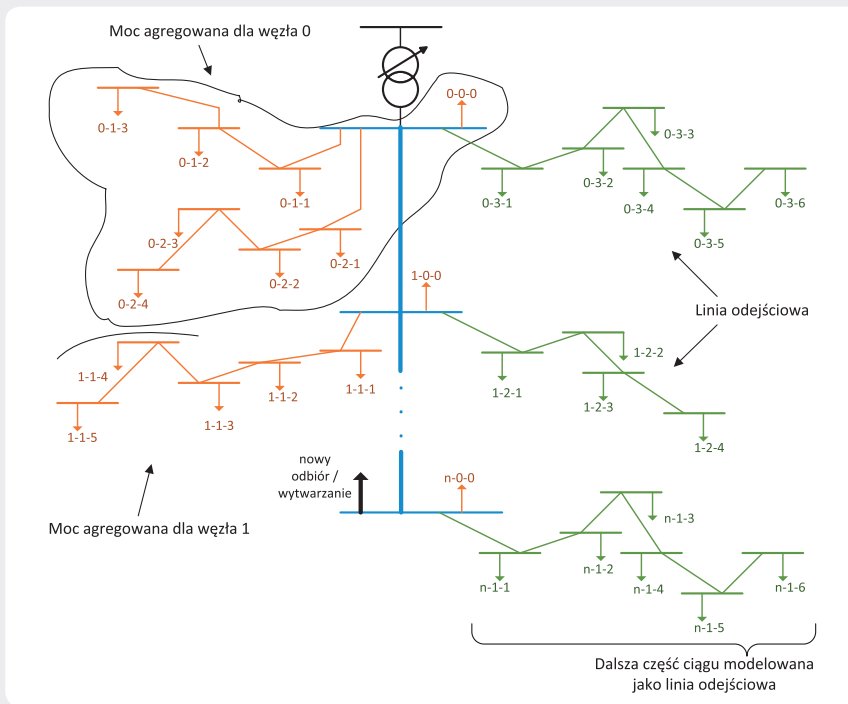 Moc agregowana dla węzła 0
0-0-0
0-1-3
0-1-2
0-1-1
0-3-3
0-3-2
0-3-1
0-3-4
0-3-6
0-3-5
0-2-3
0-2-1
0-2-2
0-2-4
1-0-0
Linia odejściowa
1-1-4
1-1-1
1-1-2
1-1-3
1-1-5
1-2-2
1-2-1
1-2-3
1-2-4
nowy
odbiór /
wytwarzanie
n-0-0
Moc agregowana dla węzła 1
n-1-3
n-1-2
n-1-1
n-1-4
n-1-6
n-1-5
Dalsza część ciągu modelowana
jako linia odejściowa